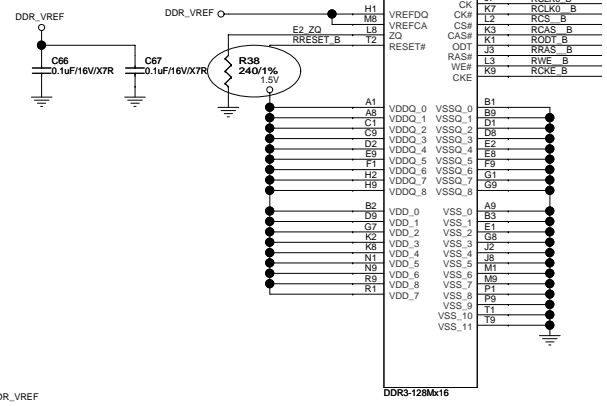 DDR_VREF
C66
0.1uF/16V/X7R
C67
0.1uF/16V/X7R
DDR_VREF
E2_ZQ
RRESET_B
R38
240/1%
1.5V
H1 VREFDQ
M8 VREFCA
L8 ZQ
T2 RESET#
A1 VDDQ_0
A8 VDDQ_1
C1 VDDQ_2
C9 VDDQ_3
D2 VDDQ_4
E9 VDDQ_5
F1 VDDQ_6
H2 VDDQ_7
H9 VDDQ_8
B2 VDD_0
D9 VDD_1
G7 VDD_2
K2 VDD_3
K8 VDD_4
N1 VDD_5
N9 VDD_6
R9 VDD_8
R1 VDD_7
CK
CK# K7 RCLK0__B
CS# L2 RCS__B
CAS# K3 RCAS__B
ODT K1 RODT_B
RAS# J3 RRAS__B
WE# L3 RWE__B
CKE K9 RCKE_B
VSSQ_0 B1
VSSQ_1 B9
VSSQ_2 D1
VSSQ_3 D8
VSSQ_4 E2
VSSQ_5 E8
VSSQ_6 F9
VSSQ_7 G1
VSSQ_8 G9
VSS_0 A9
VSS_1 B3
VSS_2 E1
VSS_3 G8
VSS_4 J2
VSS_5 J8
VSS_6 M1
VSS_7 M9
VSS_8 P1
VSS_9 P9
VSS_10 T1
VSS_11 T9
DDR3-128Mx16
DR_VREF